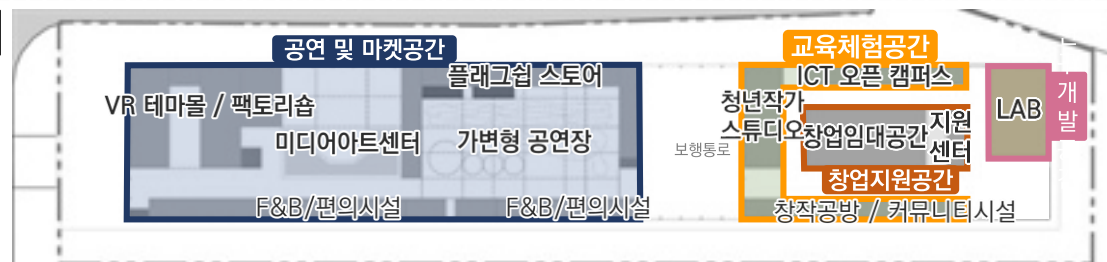 공연 및 마켓공간
플래그쉽 스토어
VR 테마몰 / 팩토리숍
미디어아트센터
가변형 공연장
F&B/편의시설
F&B/편의시설
보행통로
교육체험공간
ICT 오픈 캠퍼스
청년작가
스튜디오
창업임대공간
지원
센터
창업지원공간
창작공방 / 커뮤니티시설
LAB
개
발